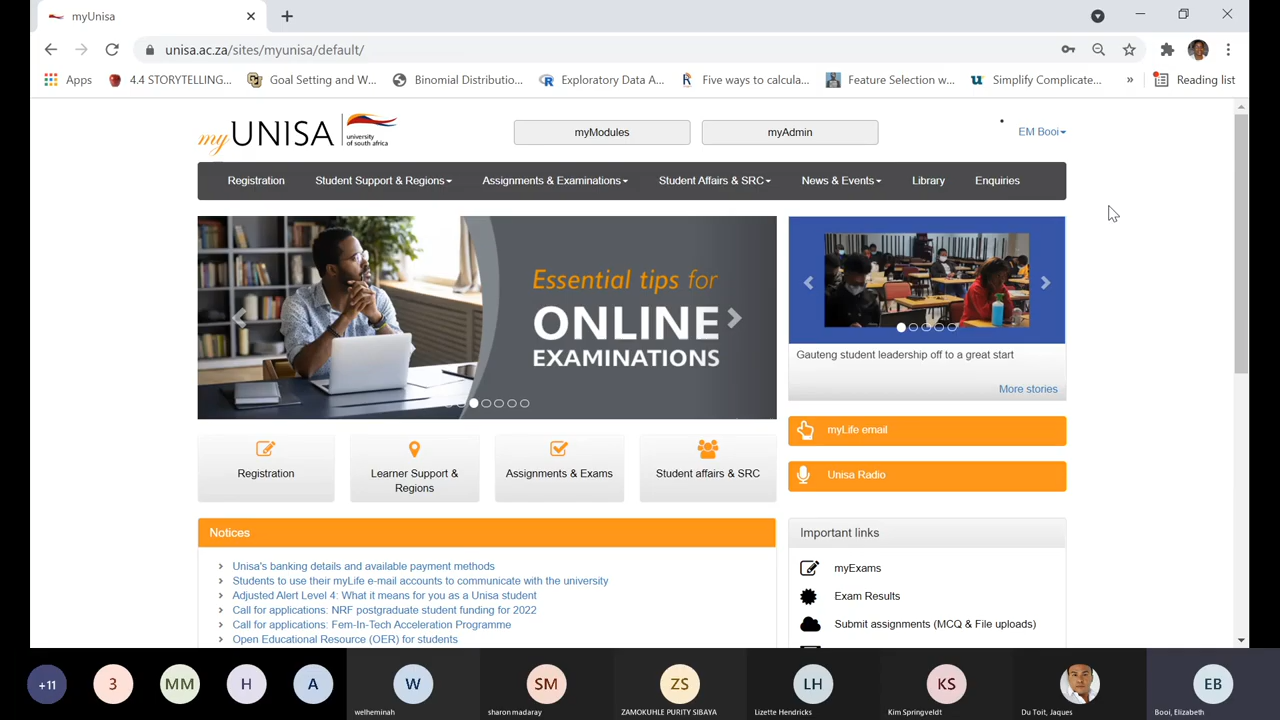 myUnisa
unisa.ac.za/sites/myunisa/default/
Apps
4.4 STORYTELLING...
Goal Setting and W...
Binomial Distributio...
Exploratory Data A...
Five ways to calcula...
Feature Selection w...
Simplify Complicate...
»
Reading list
my UNISA
university
of south africa
myModules
myAdmin
EM Booi
Registration
Student Support & Regions
Assignments & Examinations
Student Affairs & SRC
News & Events
Library
Enquiries
Essential tips for
ONLINE
EXAMINATIONS
Gauteng student leadership off to a great start
More stories
myLife email
Unisa Radio
Registration
Learner Support &
Regions
Assignments & Exams
Student affairs & SRC
Notices
Unisa's banking details and available payment methods
Students to use their myLife e-mail accounts to communicate with the university
Adjusted Alert Level 4: What it means for you as a Unisa student
Call for applications: NRF postgraduate student funding for 2022
Call for applications: Fem-In-Tech Acceleration Programme
Open Educational Resource (OER) for students
Important links
myExams
Exam Results
Submit assignments (MCQ & File uploads)
+11
3
MM
H
A
W
welheminah
SM
sharon madaray
ZS
ZAMOKUHLE PURITY SIBAYA
LH
Lizette Hendricks
KS
Kim Springveldt
Du Toit, Jaques
EB
Booi, Elizabeth